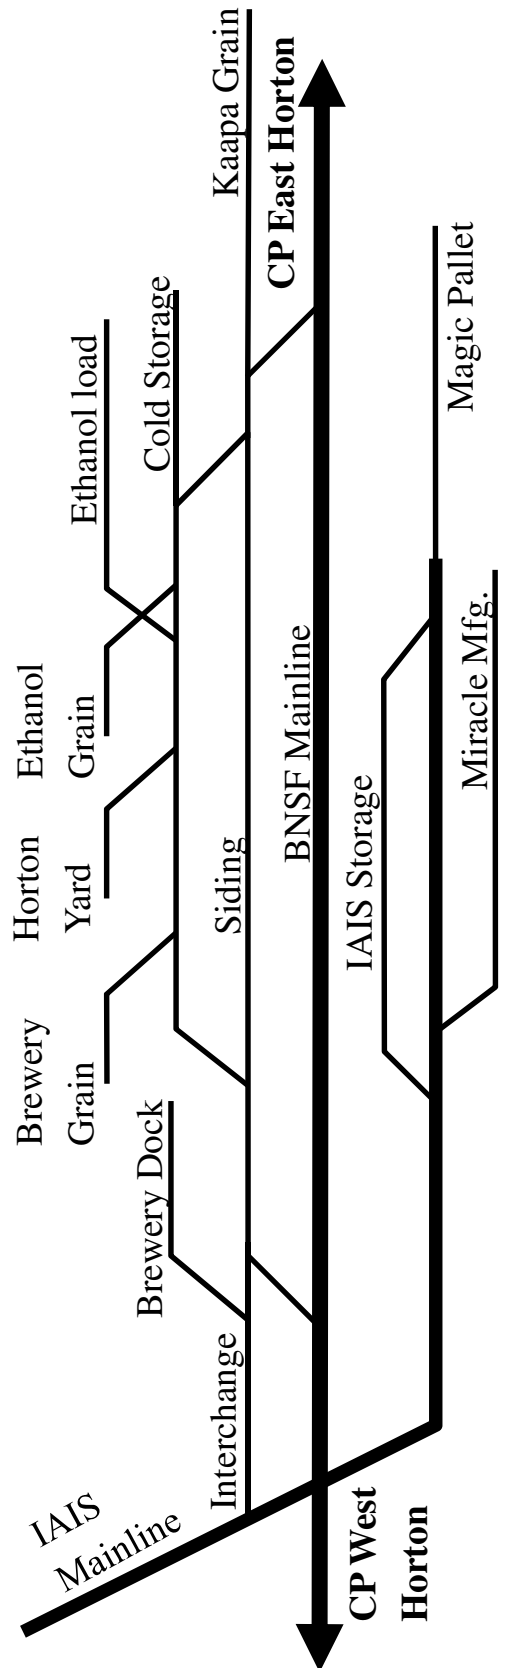 Kaapa Grain
CP East Horton
Magic Pallet
Cold Storage
Ethanol load
Ethanol
Grain
BNSF Mainline
Miracle Mfg.
IAIS Storage
Siding
Horton
Yard
Brewery
Grain
Brewery Dock
Interchange
IAIS
Mainline
CP West
Horton